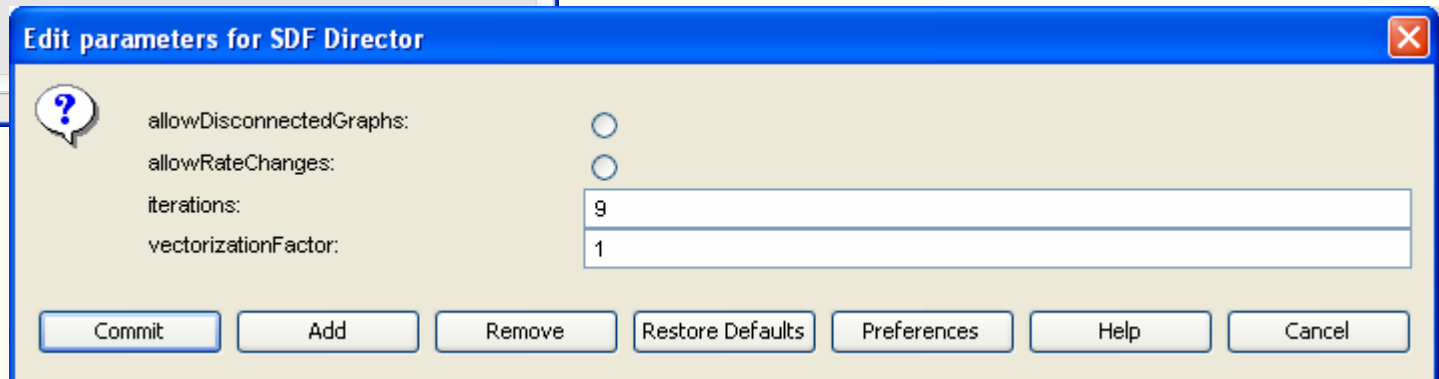 Edit parameters for SDF Director
?
allowDisconnectedGraphs:
allowRateChanges:
iterations: 9
vectorizationFactor: 1
Commit Add Remove Restore Defaults Preferences Help Cancel